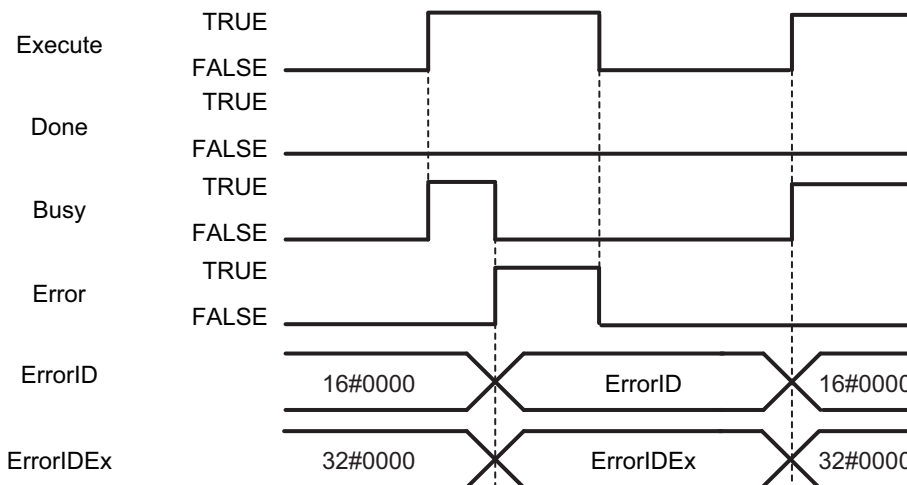 Execute
TRUE
FALSE
Done
TRUE
FALSE
Busy
TRUE
FALSE
Error
TRUE
FALSE
ErrorID
16#0000
ErrorID
16#0000
ErrorIDEx
32#0000
ErrorIDEx
32#0000